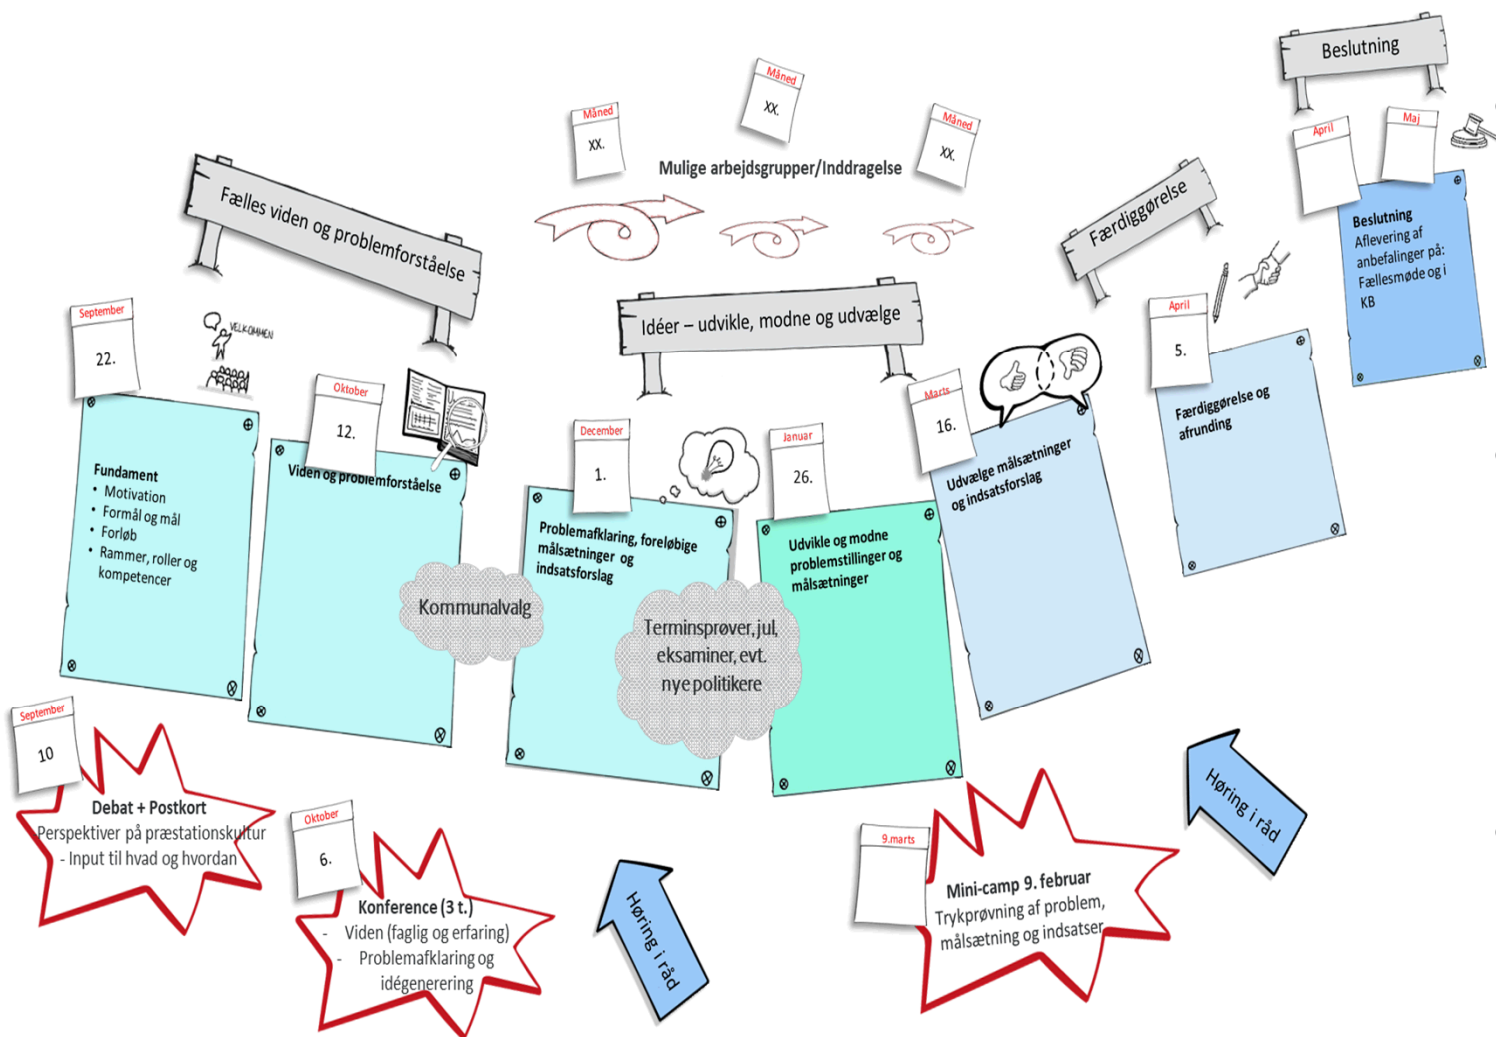 Beslutning
April
Maj
Beslutning
Aflevering af
anbefalinger på:
Fællesmøde og i
KB
Måned
XX.
Måned
XX.
Måned
XX.
Mulige arbejdsgrupper/Inddragelse
Fælles viden og problemforståelse
Idéer – udvikle, modne og udvælge
Færdiggørelse
September
22.
VELKOMMEN
Fundament
• Motivation
• Formål og mål
• Forløb
• Rammer, roller og
kompetencer
Oktober
12.
Viden og problemforståelse
Kommunalvalg
December
1.
Problemafklaring, foreløbige
målsætninger og
indsatsforslag
Terminsprøver, jul,
eksaminer, evt.
nye politikere
Januar
26.
Udvikle og modne
problemstillinger og
målsætninger
Marts
16.
Udvælge målsætninger
og indsatsforslag
April
5.
Færdiggørelse og
afrunding
September
10
Debat + Postkort
Perspektiver på præstationskultur
- Input til hvad og hvordan
Oktober
6.
Konference (3 t.)
- Viden (faglig og erfaring)
- Problemafklaring og
idégenerering
Høring i råd
9.marts
Mini-camp 9. februar
Trykprøvning af problem,
målsætning og indsatser
Høring i råd